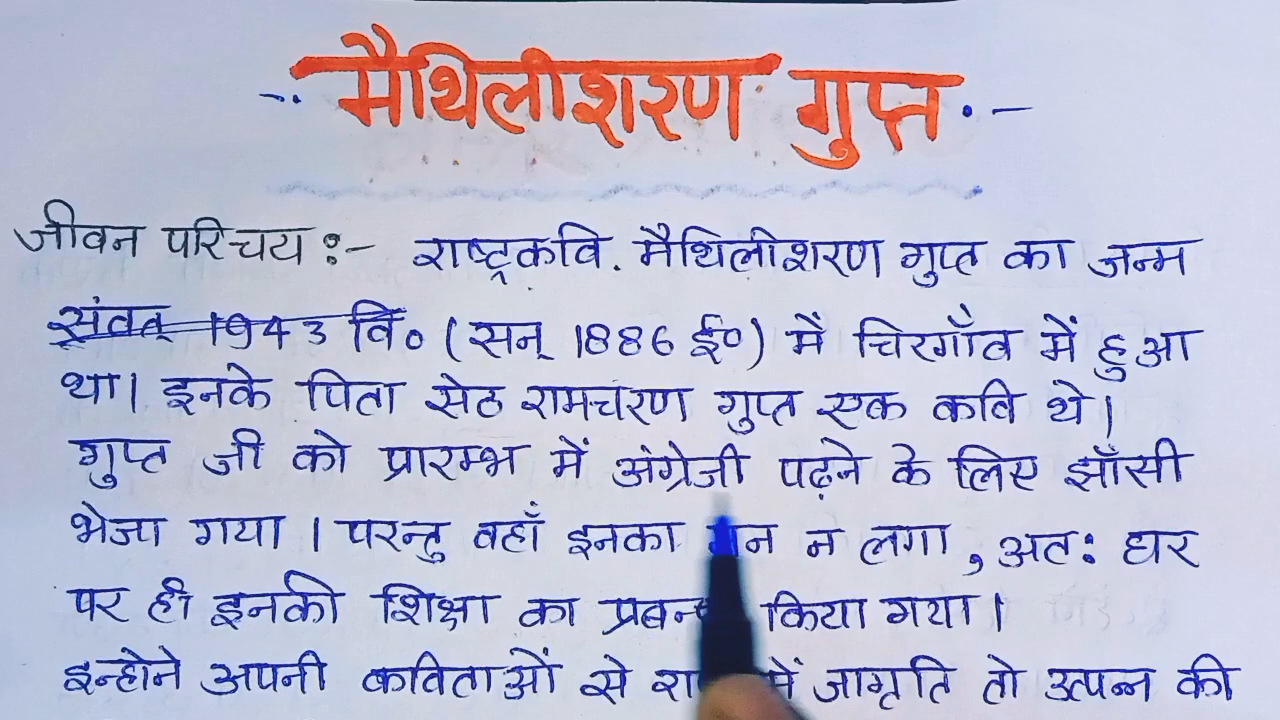 मैथिलीशरण गुप्त
जीवन परिचय :- राष्ट्रकवि. मैथिलीशरण गुप्त का जन्म
संवत् 1943 वि० (सन् 1886 ई०) में चिरगाँव में हुआ
था। इनके पिता सेठ रामचरण गुप्त एक कवि थे।
गुप्त जी को प्रारम्भ में अंग्रेजी पढ़ने के लिए झाँसी
भेजा गया। परन्तु वहाँ इनका मन न लगा, अतः घर
पर ही इनकी शिक्षा का किया गया।
इन्होने अपनी कविताओं से में जागृति तो उत्पन्न की